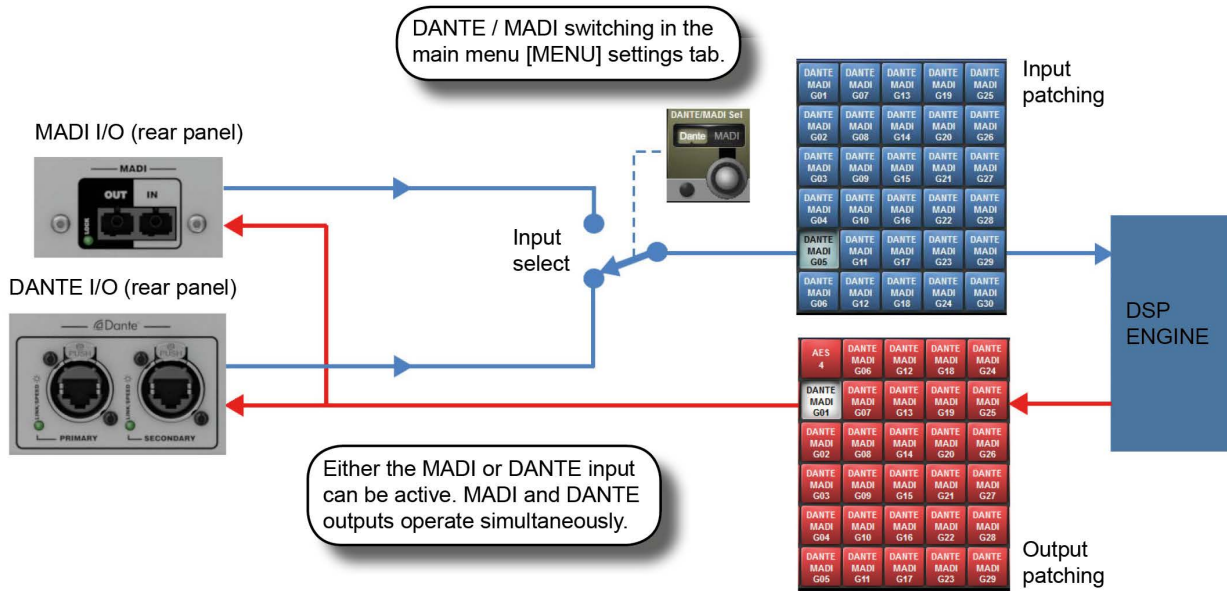 DANTE / MADI switching in the
main menu [MENU] settings tab.
MADI I/O (rear panel)
MADI
OUT
IN
LOCK
DANTE I/O (rear panel)
Dante
PUSH
PUSH
LINK/SPEED
LINK/SPEED
PRIMARY
SECONDARY
Input
select
DANTE/MADI Sel
Dante MADI
Input
patching
DANTE MADI G01
DANTE MADI G07
DANTE MADI G13
DANTE MADI G19
DANTE MADI G25
DANTE MADI G02
DANTE MADI G08
DANTE MADI G14
DANTE MADI G20
DANTE MADI G26
DANTE MADI G03
DANTE MADI G09
DANTE MADI G15
DANTE MADI G21
DANTE MADI G27
DANTE MADI G04
DANTE MADI G10
DANTE MADI G16
DANTE MADI G22
DANTE MADI G28
DANTE MADI G05
DANTE MADI G11
DANTE MADI G17
DANTE MADI G23
DANTE MADI G29
DANTE MADI G06
DANTE MADI G12
DANTE MADI G18
DANTE MADI G24
DANTE MADI G30
DSP
ENGINE
AES 4
DANTE MADI G06
DANTE MADI G12
DANTE MADI G18
DANTE MADI G24
DANTE MADI G01
DANTE MADI G07
DANTE MADI G13
DANTE MADI G19
DANTE MADI G25
DANTE MADI G02
DANTE MADI G08
DANTE MADI G14
DANTE MADI G20
DANTE MADI G26
DANTE MADI G03
DANTE MADI G09
DANTE MADI G15
DANTE MADI G21
DANTE MADI G27
DANTE MADI G04
DANTE MADI G10
DANTE MADI G16
DANTE MADI G22
DANTE MADI G28
DANTE MADI G05
DANTE MADI G11
DANTE MADI G17
DANTE MADI G23
DANTE MADI G29
Output
patching
Either the MADI or DANTE input
can be active. MADI and DANTE
outputs operate simultaneously.